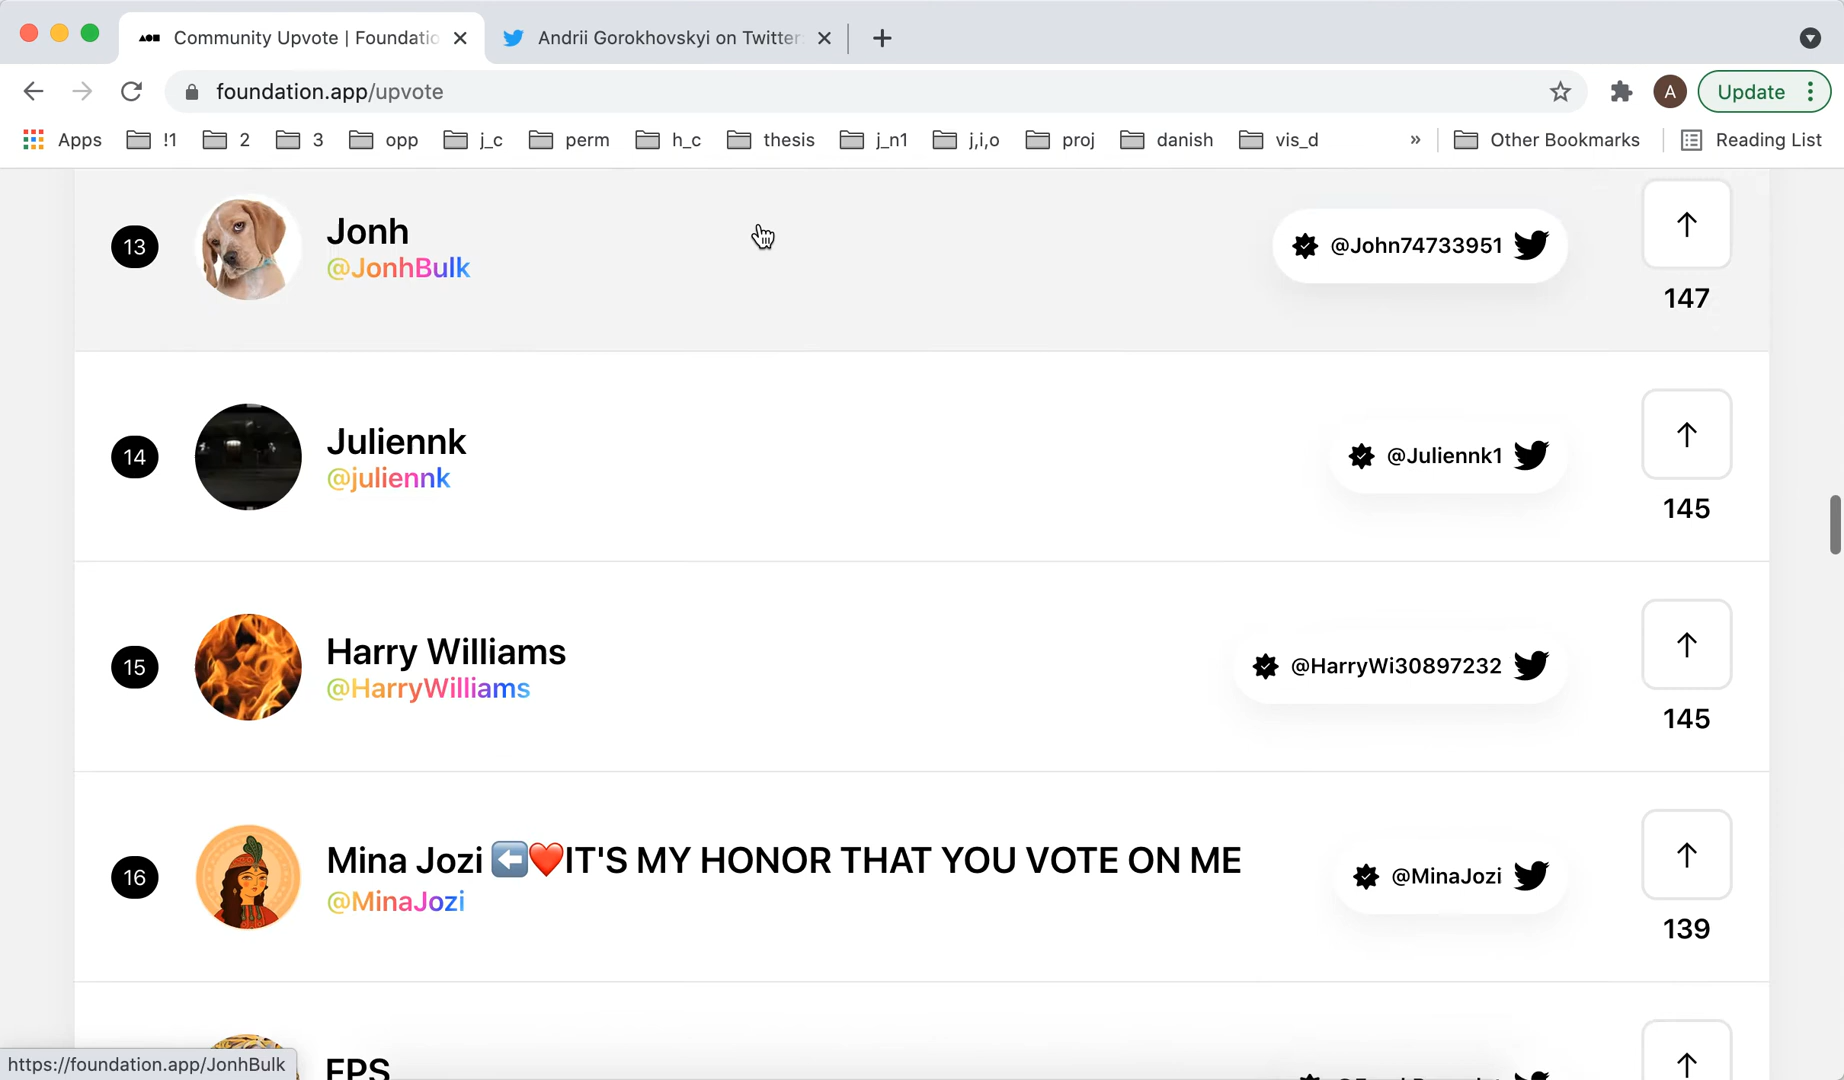 Community Upvote | Foundatio
Andrii Gorokhovskyi on Twitter:
foundation.app/upvote
A
Update
Apps !1 2 3 opp j_c perm h_c thesis j_n1 j,i,o proj danish vis_d » Other Bookmarks Reading List
13
Jonh
@JonhBulk
@John74733951
147
14
Juliennk
@juliennk
@Juliennk1
145
15
Harry Williams
@HarryWilliams
@HarryWi30897232
145
16
Mina Jozi ⬅️❤️IT'S MY HONOR THAT YOU VOTE ON ME
@MinaJozi
@MinaJozi
139
EPS
https://foundation.app/JonhBulk